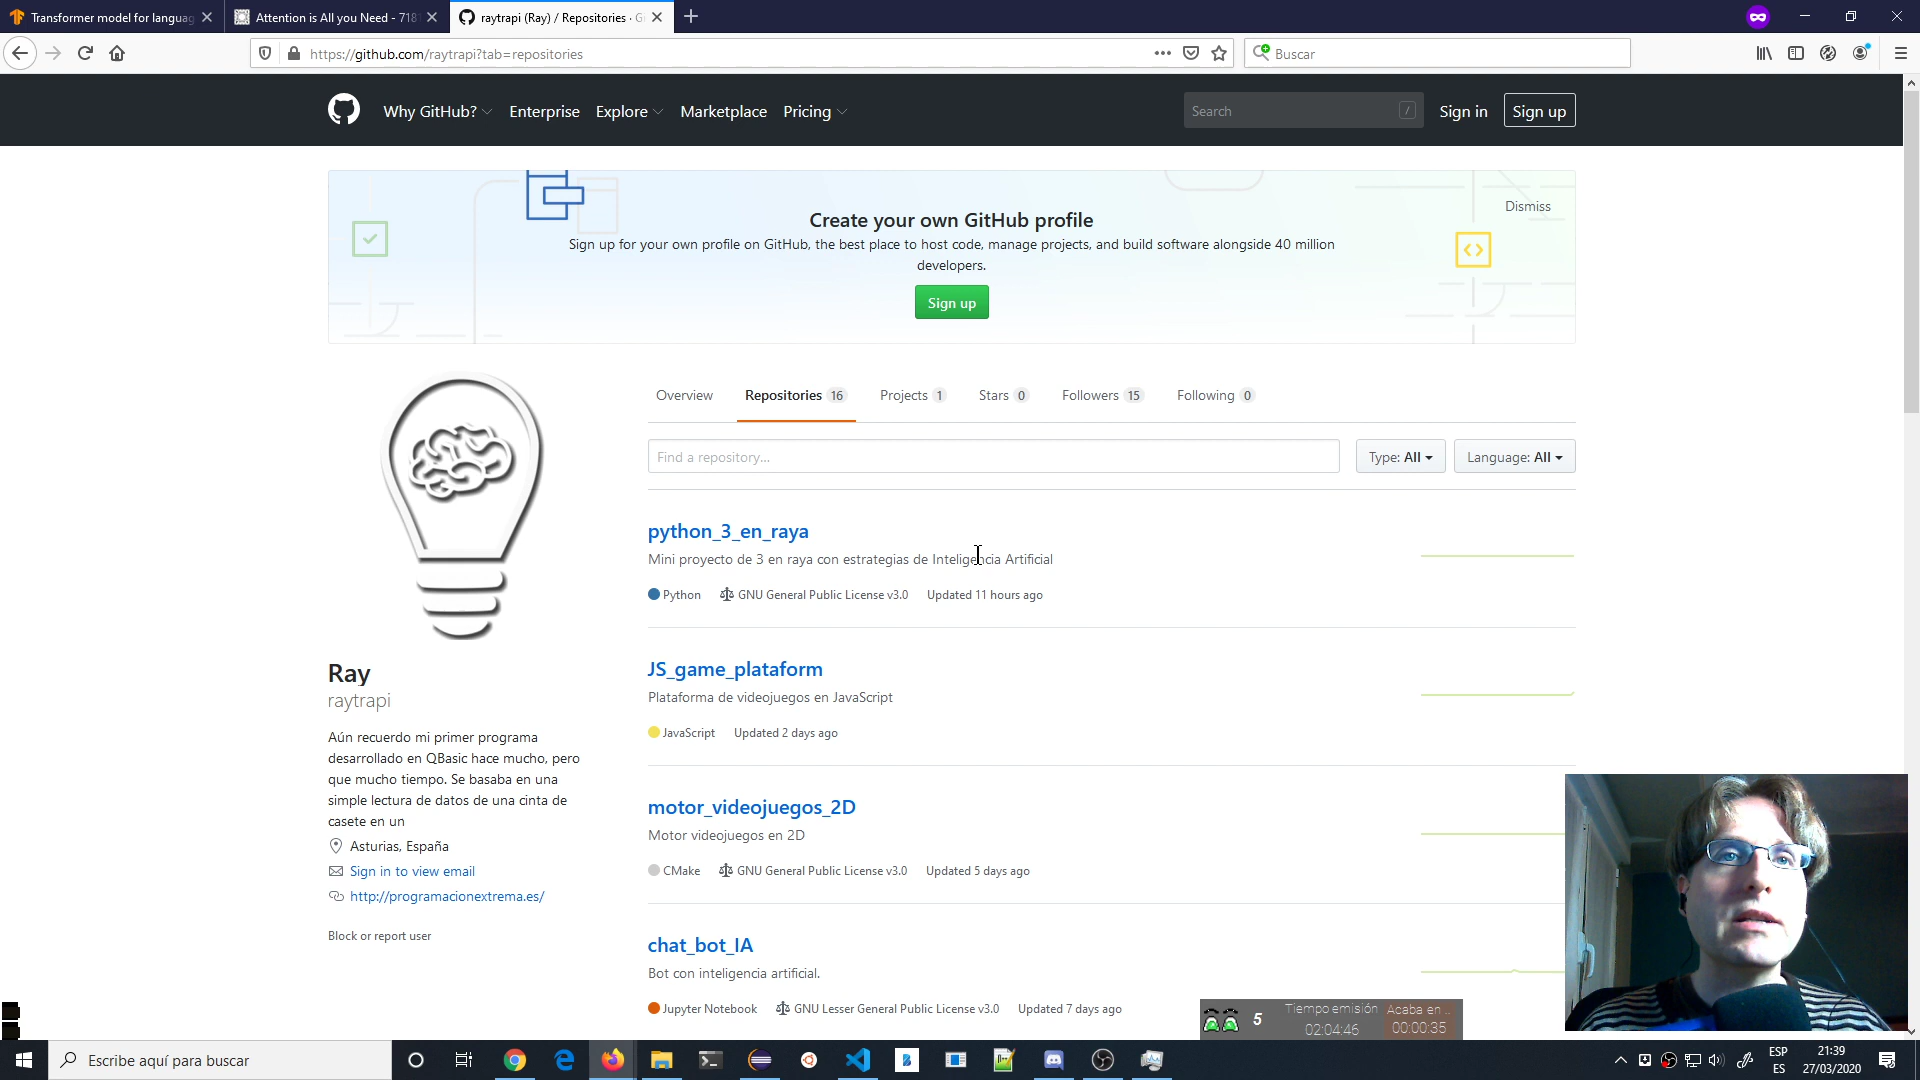 Transformer model for languag
Attention is All you Need - 718
raytrapi (Ray) / Repositories · G
https://github.com/raytrapi?tab=repositories
Buscar
Why GitHub?
Enterprise
Explore
Marketplace
Pricing
Search /
Sign in
Sign up
Create your own GitHub profile
Dismiss
Sign up for your own profile on GitHub, the best place to host code, manage projects, and build software alongside 40 million
developers.
Sign up
Overview
Repositories 16
Projects 1
Stars 0
Followers 15
Following 0
Find a repository...
Type: All
Language: All
python_3_en_raya
Mini proyecto de 3 en raya con estrategias de Inteligencia Artificial
Python GNU General Public License v3.0 Updated 11 hours ago
JS_game_plataform
Plataforma de videojuegos en JavaScript
JavaScript Updated 2 days ago
motor_videojuegos_2D
Motor videojuegos en 2D
CMake GNU General Public License v3.0 Updated 5 days ago
chat_bot_IA
Bot con inteligencia artificial.
Jupyter Notebook GNU Lesser General Public License v3.0 Updated 7 days ago
Ray
raytrapi
Aún recuerdo mi primer programa
desarrollado en QBasic hace mucho, pero
que mucho tiempo. Se basaba en una
simple lectura de datos de una cinta de
casete en un
Asturias, España
Sign in to view email
http://programacionextrema.es/
Block or report user
5
Tiempo emisión
02:04:46
Acaba en ..
00:00:35
Escribe aquí para buscar
ESP
ES
21:39
27/03/2020